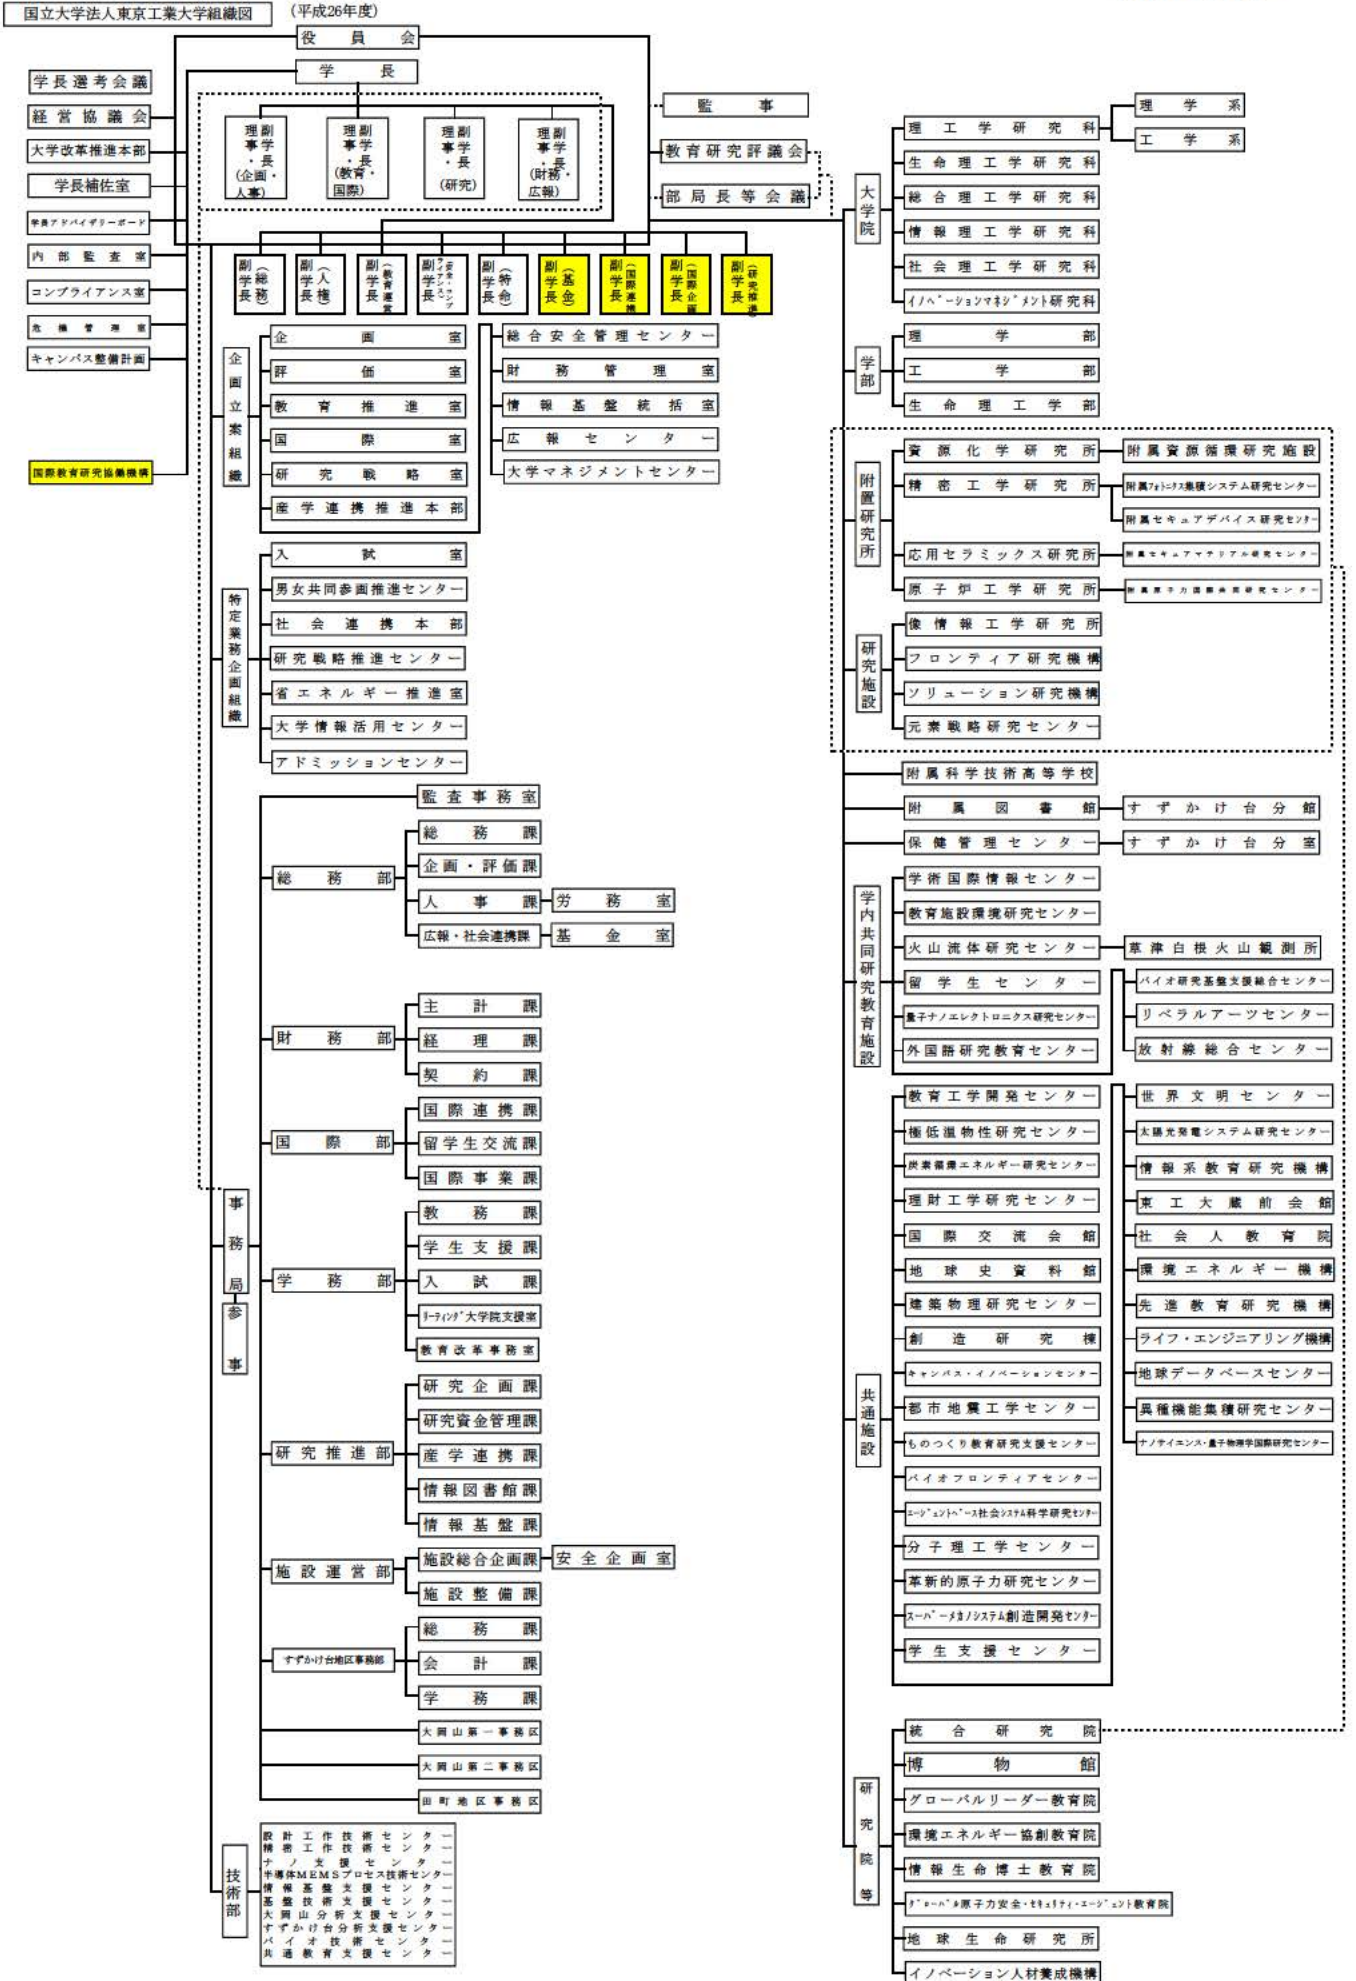 国立大学法人東京工業大学組織図
(平成26年度)
役員会
学長
学長選考会議
経営協議会
大学改革推進本部
学長補佐室
学長アドバイザリーボード
内部監査室
コンプライアンス室
危機管理室
キャンパス整備計画
国際教育研究協働機構
理事・副学長(企画・人事)
理事・副学長(教育・国際)
理事・副学長(研究)
理事・副学長(財務・広報)
監事
教育研究評議会
部局長等会議
副学長(総務)
副学長(人権)
副学長(教育運営
副学長(安全・コンプライアンス)
副学長(特命)
副学長(基金)
副学長(国際連携
副学長(国際企画
副学長(研究推進)
企画立案組織
企画室
評価室
教育推進室
国際室
研究戦略室
産学連携推進本部
総合安全管理センター
財務管理室
情報基盤統括室
広報センター
大学マネジメントセンター
特定業務企画組織
入試室
男女共同参画推進センター
社会連携本部
研究戦略推進センター
省エネルギー推進室
大学情報活用センター
アドミッションセンター
事務局
参事
監査事務室
総務部
総務課
企画・評価課
人事課
労務室
広報・社会連携課
基金室
財務部
主計課
経理課
契約課
国際部
国際連携課
留学生交流課
国際事業課
学務部
教務課
学生支援課
入試課
リーディング大学院支援室
教育改革事務室
研究推進部
研究企画課
研究資金管理課
産学連携課
情報図書館課
情報基盤課
施設運営部
施設総合企画課
安全企画室
施設整備課
すずかけ台地区事務部
総務課
会計課
学務課
大岡山第一事務区
大岡山第二事務区
田町地区事務区
技術部
設計工作技術センター
精密工作技術センター
ナノ支援センター
半導体MEMSプロセス技術センター
情報基盤支援センター
基盤技術支援センター
大岡山分析支援センター
すずかけ台分析支援センター
バイオ技術センター
共通教育支援センター
大学院
理工学研究科
理学系
工学系
生命理工学研究科
総合理工学研究科
情報理工学研究科
社会理工学研究科
イノベーションマネジメント研究科
学部
理学部
工学部
生命理工学部
附置研究所
資源化学研究所
附属資源循環研究施設
精密工学研究所
附属フォトニクス集積システム研究センター
附属セキュアデバイス研究センター
応用セラミックス研究所
附属セキュアマテリアル研究センター
原子炉工学研究所
附属原子力国際共同研究センター
研究施設
像情報工学研究所
フロンティア研究機構
ソリューション研究機構
元素戦略研究センター
附属科学技術高等学校
附属図書館
すずかけ台分館
保健管理センター
すずかけ台分室
学内共同研究教育施設
学術国際情報センター
教育施設環境研究センター
火山流体研究センター
草津白根火山観測所
留学生センター
量子ナノエレクトロニクス研究センター
外国語研究教育センター
バイオ研究基盤支援総合センター
リベラルアーツセンター
放射線総合センター
共通施設
教育工学開発センター
極低温物性研究センター
炭素循環エネルギー研究センター
理財工学研究センター
国際交流会館
地球史資料館
建築物理研究センター
創造研究棟
キャンパス・イノベーションセンター
都市地震工学センター
ものつくり教育研究支援センター
バイオフロンティアセンター
エージェントベース社会システム科学研究センター
分子理工学センター
革新的原子力研究センター
スーパーメカノシステム創造開発センター
学生支援センター
世界文明センター
太陽光発電システム研究センター
情報系教育研究機構
東工大蔵前会館
社会人教育院
環境エネルギー機構
先進教育研究機構
ライフ・エンジニアリング機構
地球データベースセンター
異種機能集積研究センター
ナノサイエンス・量子物理学国際研究センター
研究院等
統合研究院
博物館
グローバルリーダー教育院
環境エネルギー協創教育院
情報生命博士教育院
グローバル原子力安全・セキュリティ・エージェント教育院
地球生命研究所
イノベーション人材養成機構